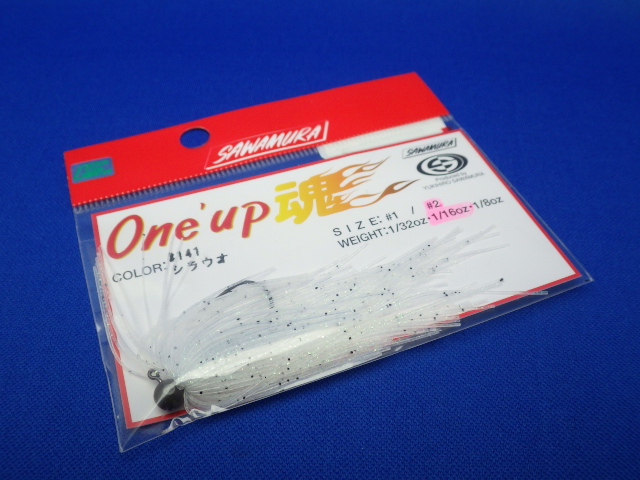 SAWAMURA
SAWAMURA
One'up魂
SIZE: #1 / #2
WEIGHT: 1/32oz・1/16oz・1/8oz
COLOR: #141
シラウオ